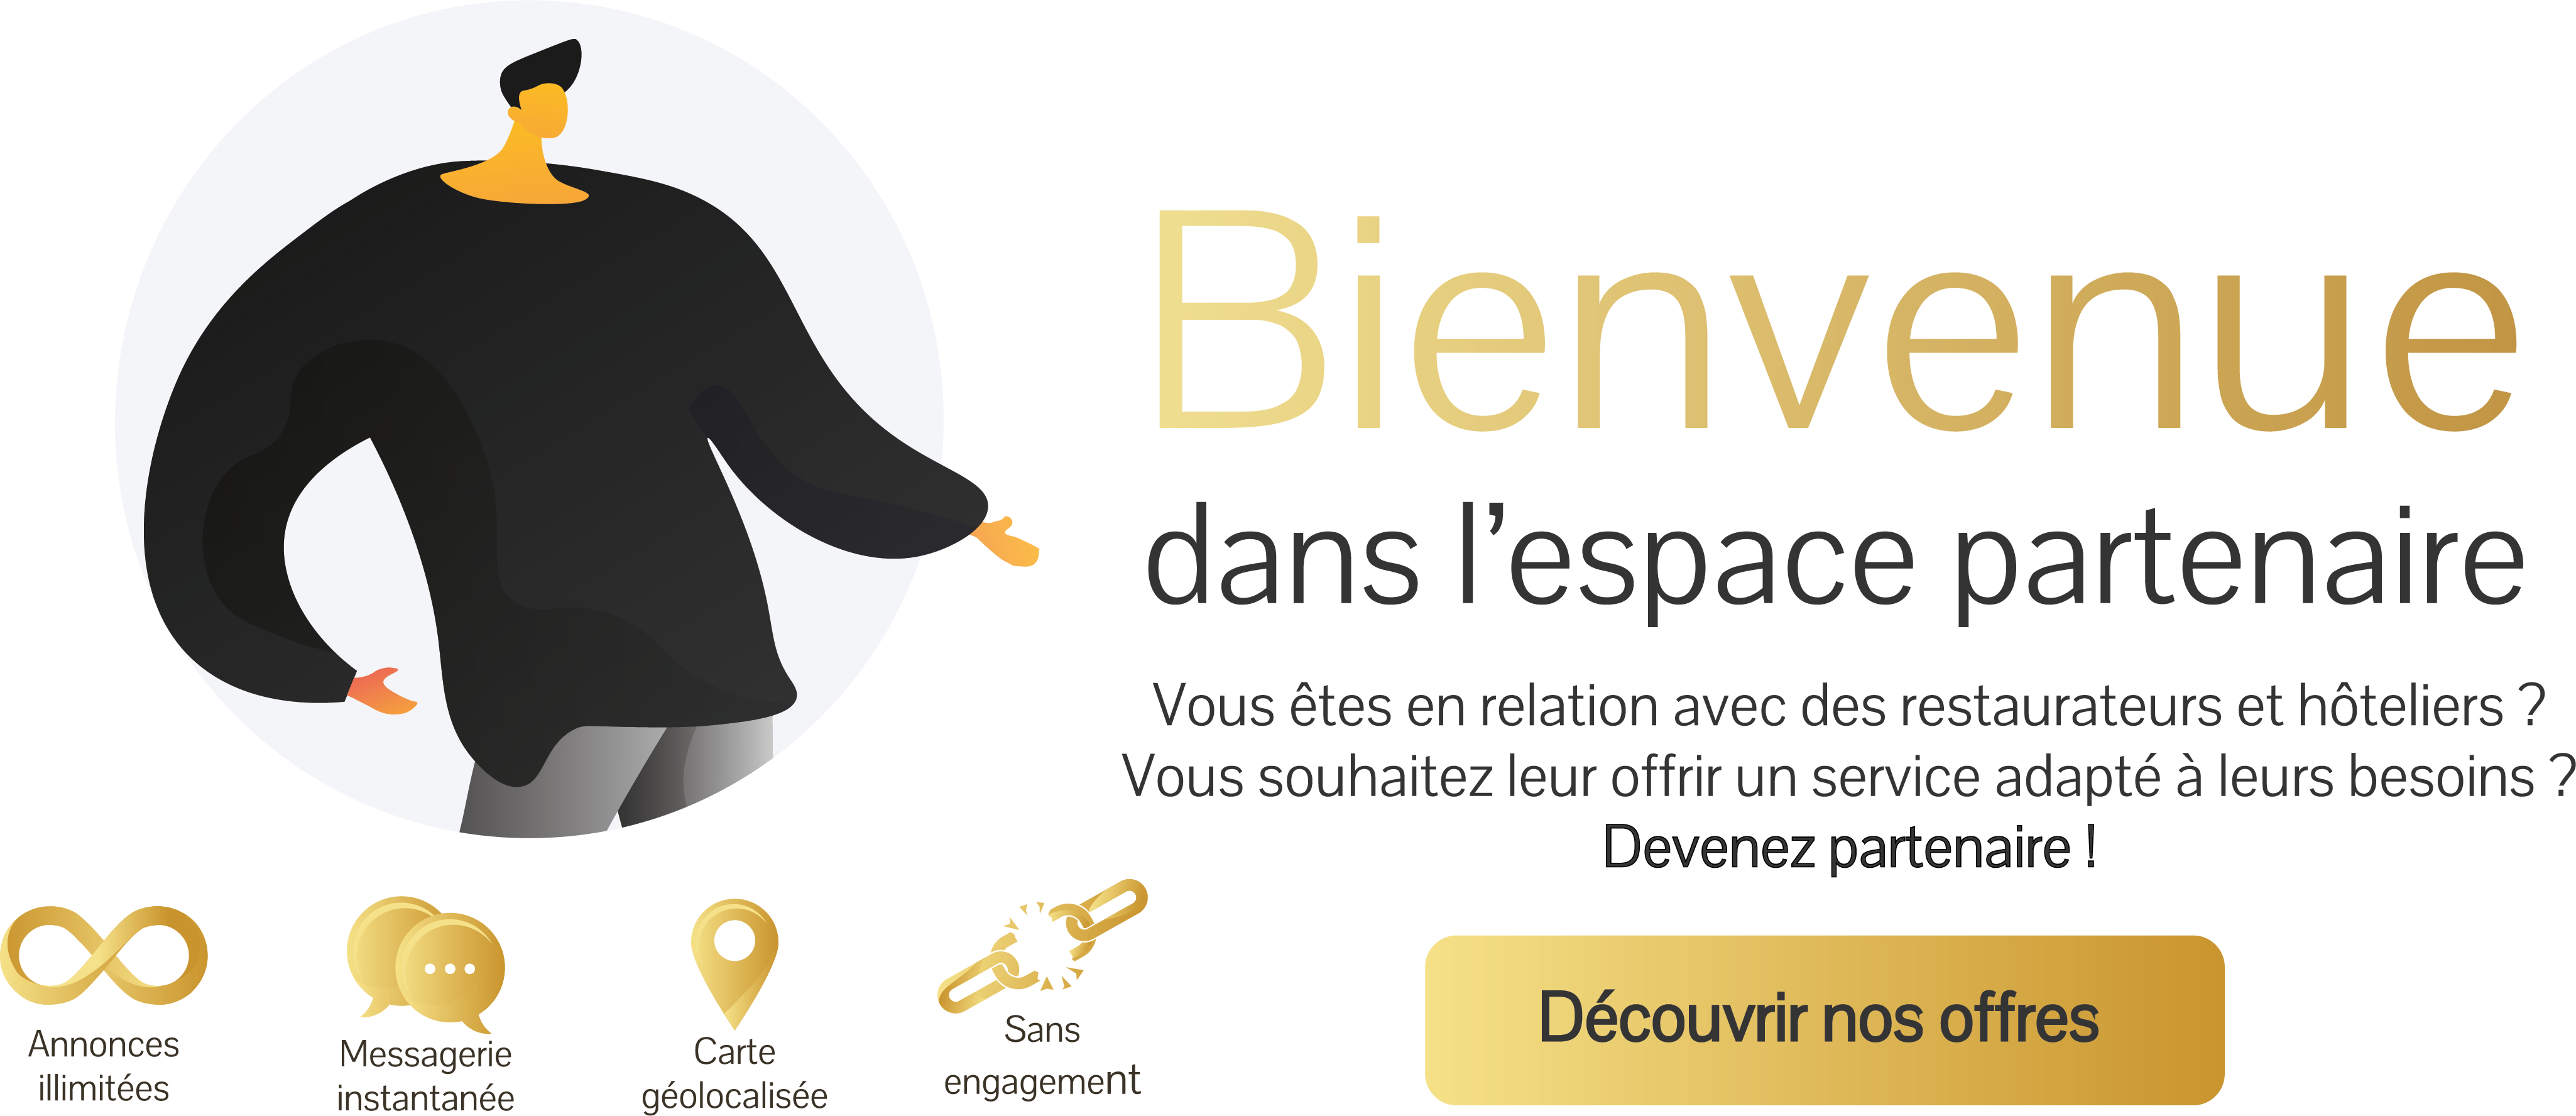 Bienvenue
dans l’espace partenaire
Vous êtes en relation avec des restaurateurs et hôteliers ?
Vous souhaitez leur offrir un service adapté à leurs besoins ?
Devenez partenaire !
Découvrir nos offres
Annonces
illimitées
Messagerie
instantanée
Carte
géolocalisée
Sans
engagement